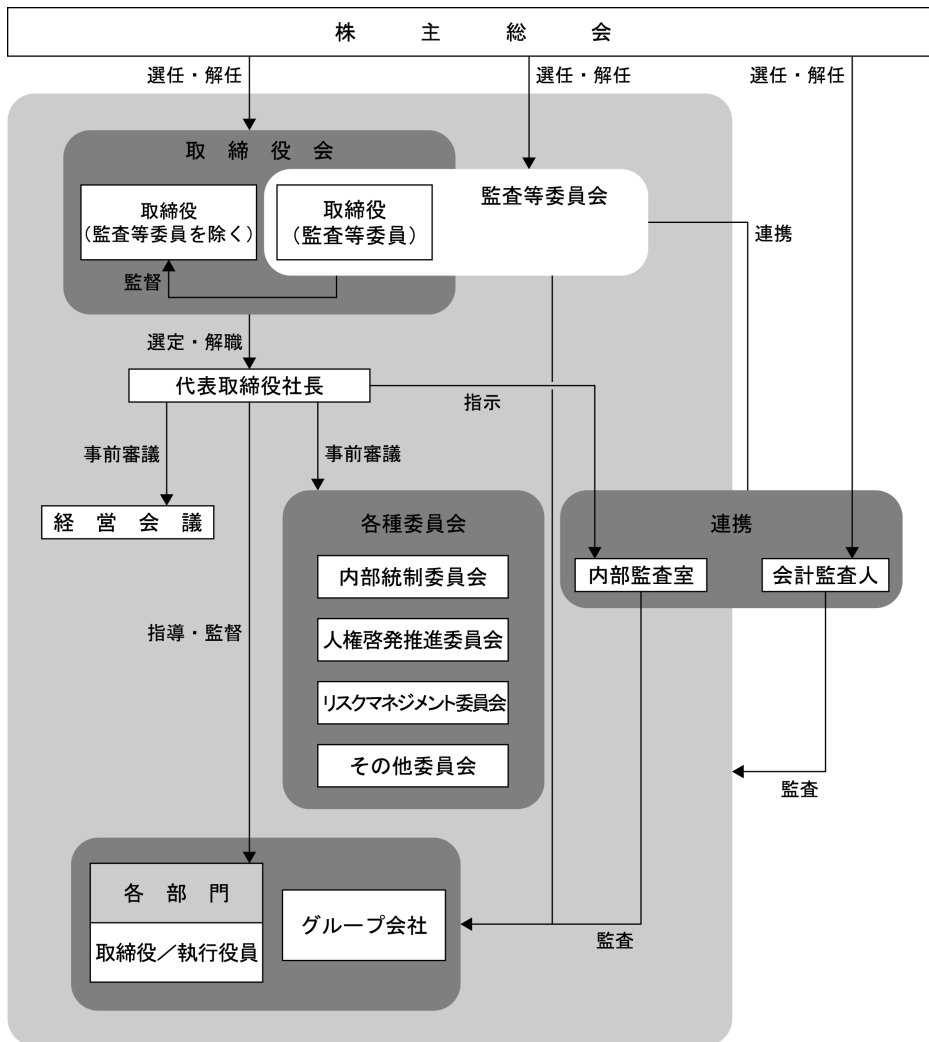 株主総会
選任・解任
選任・解任
選任・解任
取締役会
監査等委員会
取締役
（監査等委員を除く）
取締役
（監査等委員）
連携
監督
選定・解職
代表取締役社長
指示
事前審議
事前審議
経営会議
各種委員会
連携
内部統制委員会
内部監査室
会計監査人
人権啓発推進委員会
指導・監督
リスクマネジメント委員会
その他委員会
監査
各部門
取締役／執行役員
グループ会社
監査